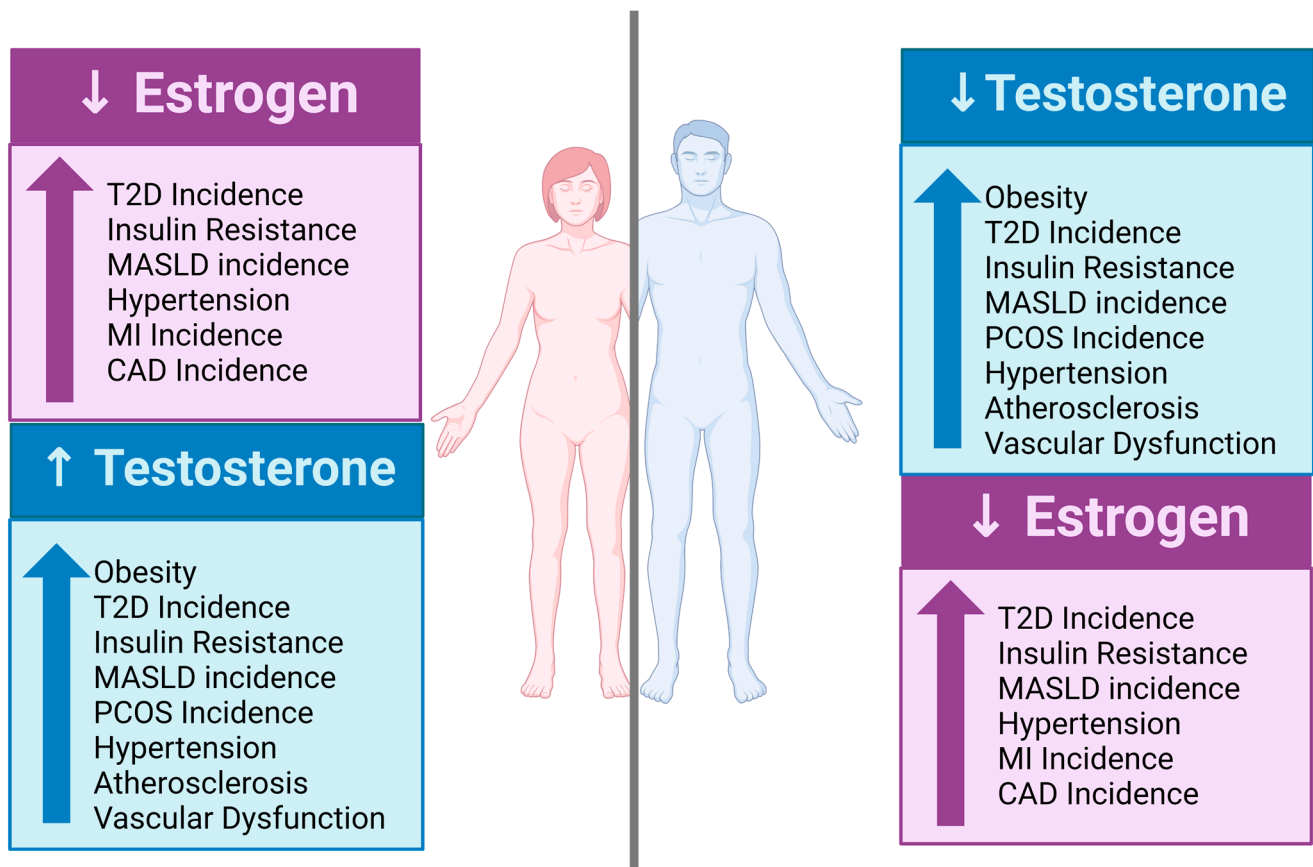 ↓ Estrogen
T2D Incidence
Insulin Resistance
MASLD incidence
Hypertension
MI Incidence
CAD Incidence
↑ Testosterone
Obesity
T2D Incidence
Insulin Resistance
MASLD incidence
PCOS Incidence
Hypertension
Atherosclerosis
Vascular Dysfunction
↓Testosterone
Obesity
T2D Incidence
Insulin Resistance
MASLD incidence
PCOS Incidence
Hypertension
Atherosclerosis
Vascular Dysfunction
↓ Estrogen
T2D Incidence
Insulin Resistance
MASLD incidence
Hypertension
MI Incidence
CAD Incidence